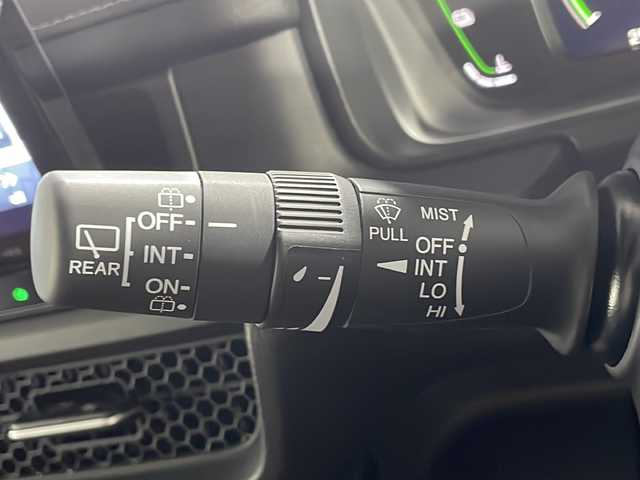 OFF
INT
ON
REAR
PULL
MIST
OFF
INT
LO
HI